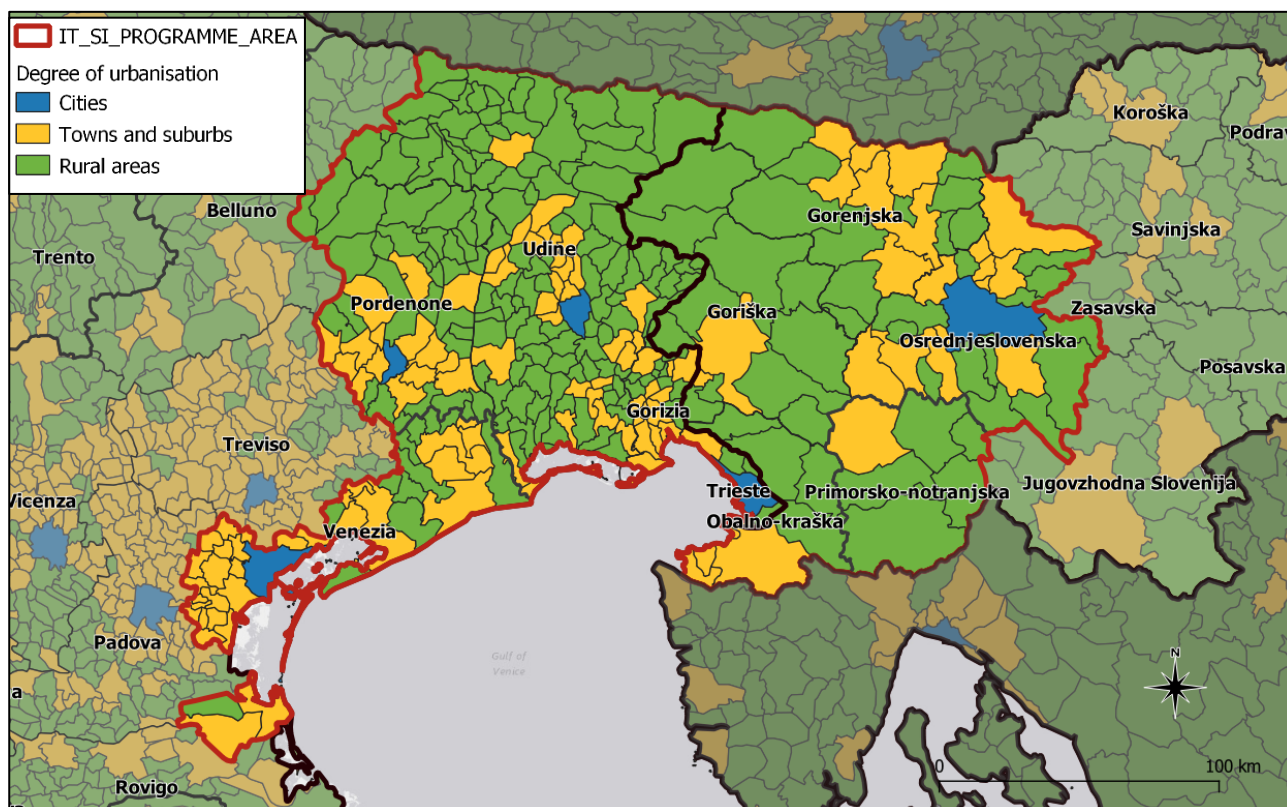 IT_SI_PROGRAMME_AREA
Degree of urbanisation
Cities
Towns and suburbs
Rural areas
Koroška
Podrav
Belluno
Gorenjska
Savinjska
Trento
Udine
Pordenone
Goriška
Zasavska
Osrednjeslovenska
Posavska
Gorizia
Treviso
Vicenza
Trieste
Primorsko-notranjska
Jugovzhodna Slovenija
Obalno-kraška
Venezia
Padova
Gulf of
Venice
N
a
Rovigo
0
100 km